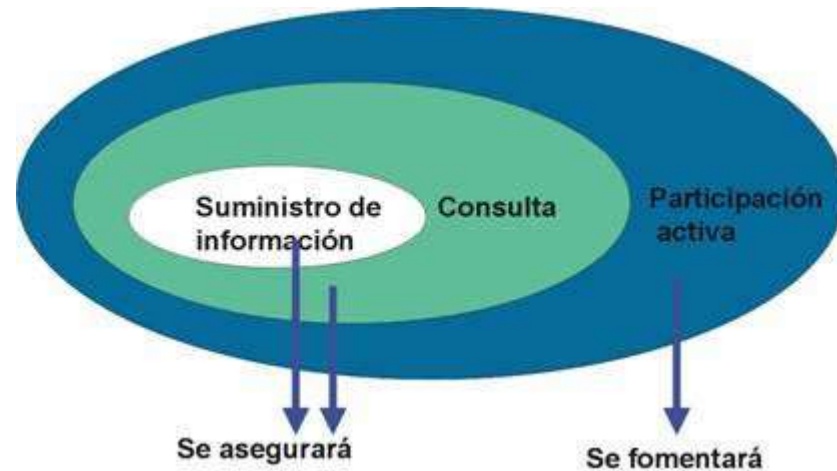 Suministro de
información
Consulta
Participación
activa
Se asegurará
Se fomentará